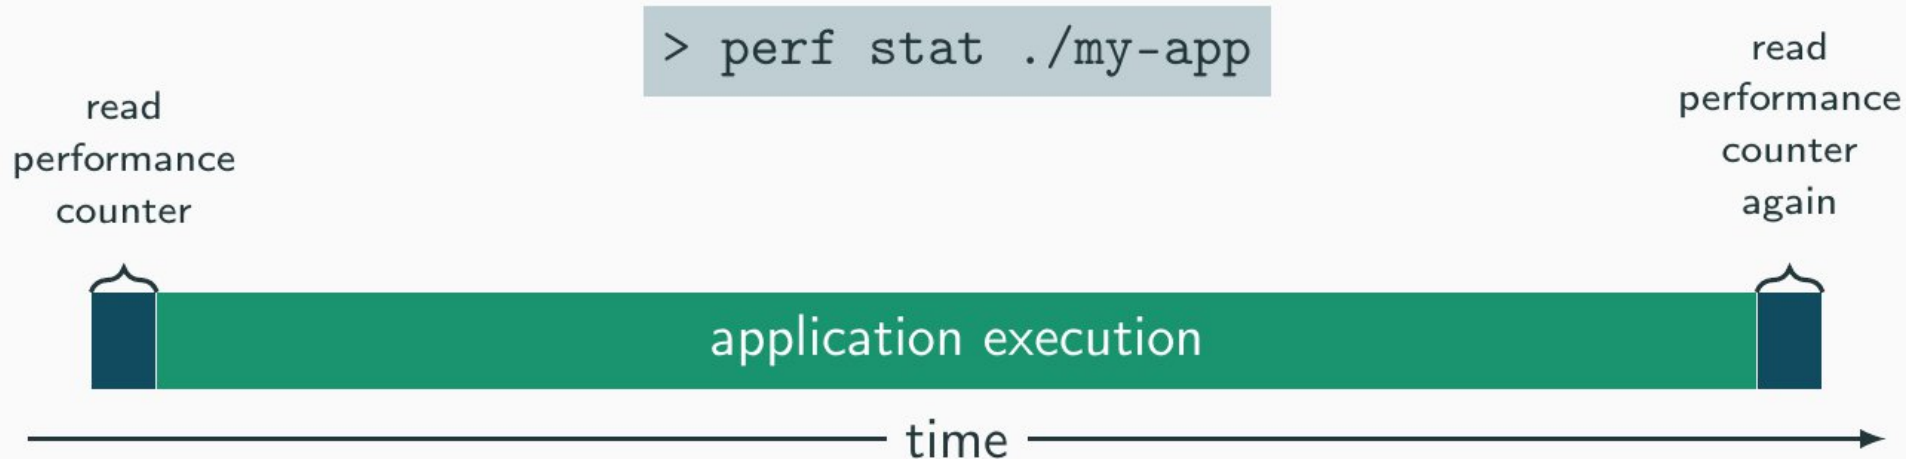 > perf stat ./my-app
read
performance
counter
read
performance
counter
again
application execution
time